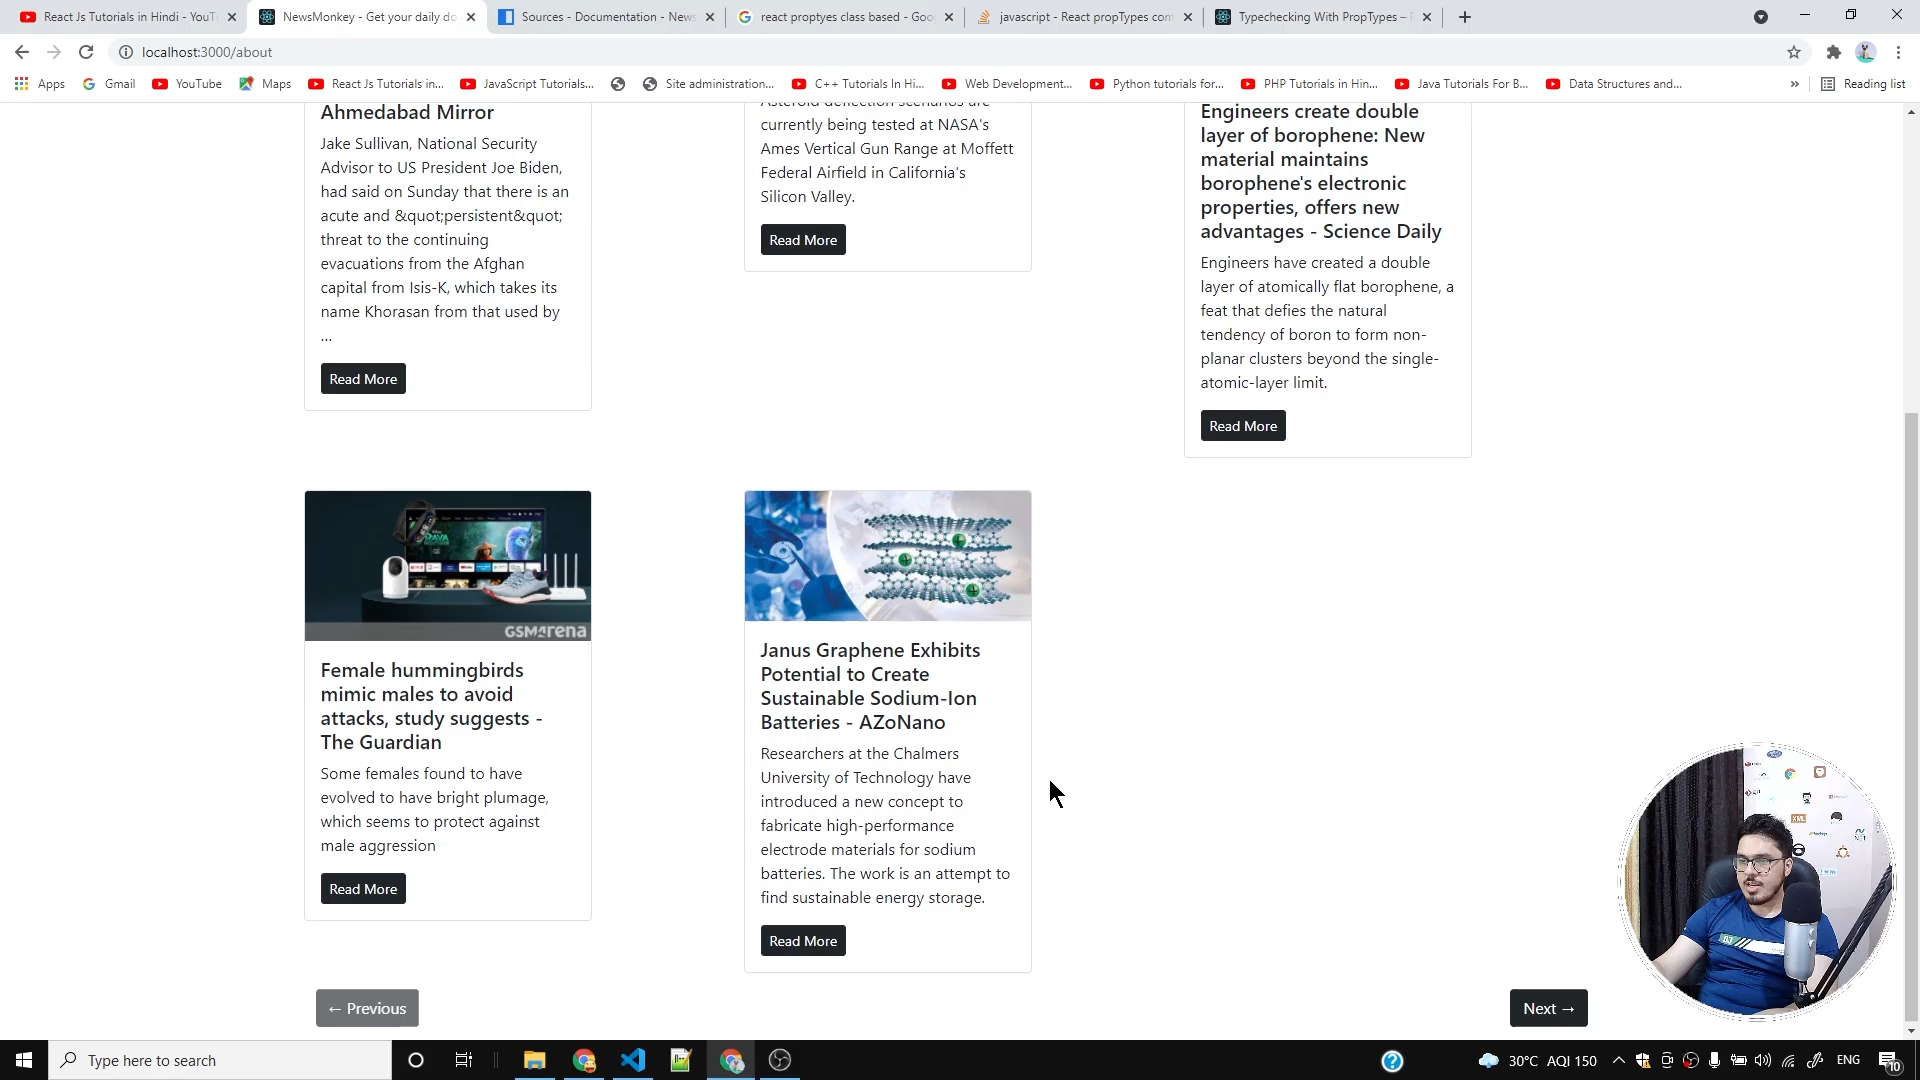 React Js Tutorials in Hindi - YouT
NewsMonkey - Get your daily do
Sources - Documentation - News
react proptyes class based - Goo
javascript - React propTypes com
Typechecking With PropTypes –
localhost:3000/about
Apps
Gmail
YouTube
Maps
React Js Tutorials in...
JavaScript Tutorials...
Site administration...
C++ Tutorials In Hi...
Web Development...
Python tutorials for...
PHP Tutorials in Hin...
Java Tutorials For B...
Data Structures and...
»
Reading list
Ahmedabad Mirror
Jake Sullivan, National Security
Advisor to US President Joe Biden,
had said on Sunday that there is an
acute and &quot;persistent&quot;
threat to the continuing
evacuations from the Afghan
capital from Isis-K, which takes its
name Khorasan from that used by
...
Read More
Asteroid deflection scenarios are
currently being tested at NASA's
Ames Vertical Gun Range at Moffett
Federal Airfield in California's
Silicon Valley.
Read More
Engineers create double
layer of borophene: New
material maintains
borophene's electronic
properties, offers new
advantages - Science Daily
Engineers have created a double
layer of atomically flat borophene, a
feat that defies the natural
tendency of boron to form non-
planar clusters beyond the single-
atomic-layer limit.
Read More
GSMArena
Female hummingbirds
mimic males to avoid
attacks, study suggests -
The Guardian
Some females found to have
evolved to have bright plumage,
which seems to protect against
male aggression
Read More
Janus Graphene Exhibits
Potential to Create
Sustainable Sodium-Ion
Batteries - AZoNano
Researchers at the Chalmers
University of Technology have
introduced a new concept to
fabricate high-performance
electrode materials for sodium
batteries. The work is an attempt to
find sustainable energy storage.
Read More
← Previous
Next →
Type here to search
30°C AQI 150
ENG
10